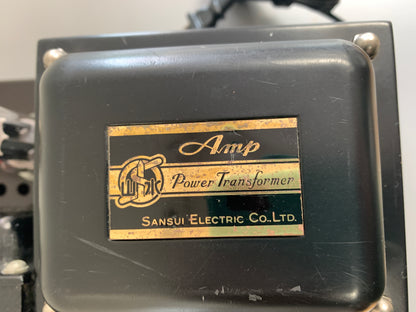 Amp
Power Transformer
SANSUI ELECTRIC CO.,LTD.